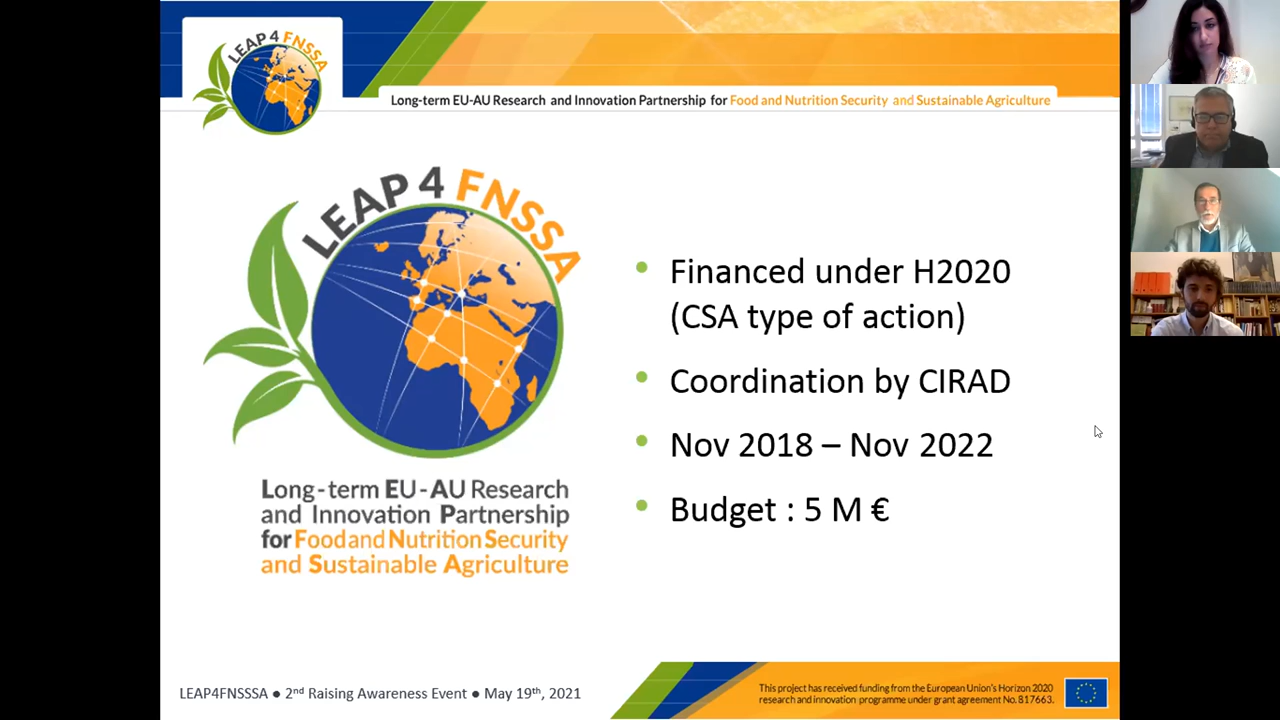 LEAP 4 FNSSA
Long-term EU-AU Research and Innovation Partnership for Food and Nutrition Security and Sustainable Agriculture
LEAP 4 FNSSA
Long-term EU-AU Research
and Innovation Partnership
for Food and Nutrition Security
and Sustainable Agriculture
• Financed under H2020
(CSA type of action)
• Coordination by CIRAD
• Nov 2018 – Nov 2022
• Budget : 5 M €
LEAP4FNSSSA ● 2nd Raising Awareness Event ● May 19th, 2021
This project has received funding from the European Union's Horizon 2020
research and innovation programme under grant agreement No.817663.